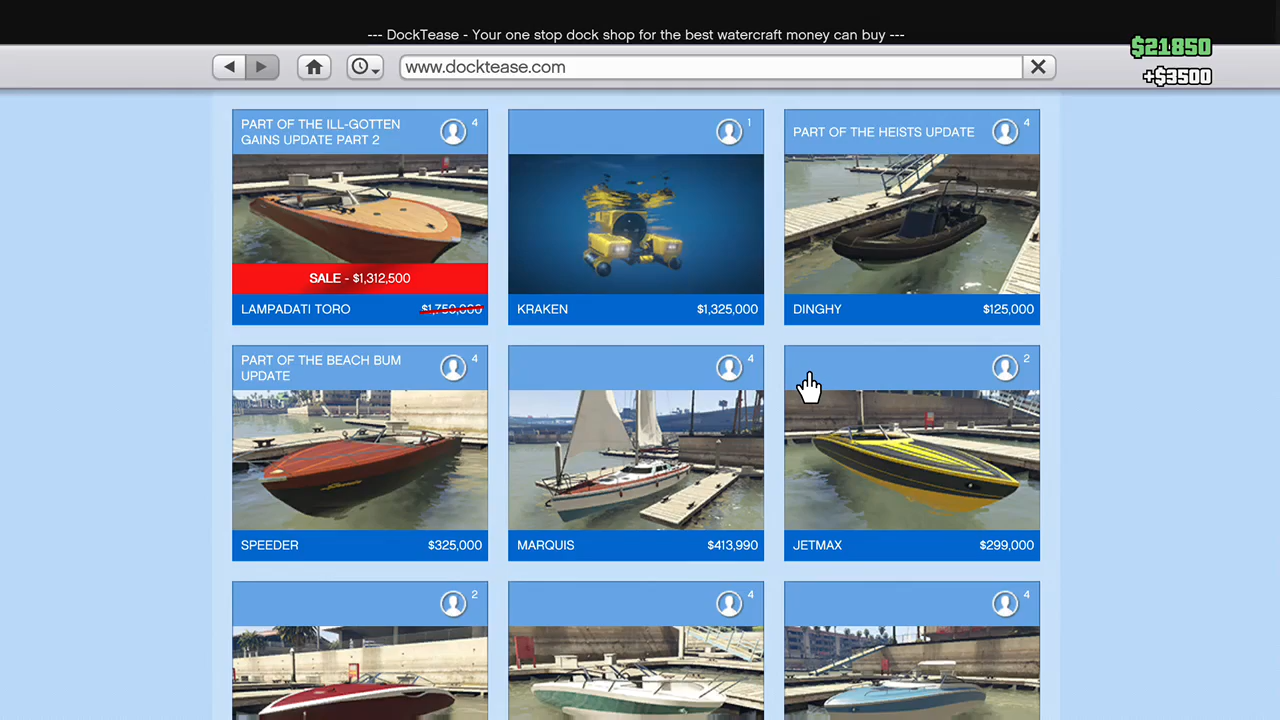 --- DockTease - Your one stop dock shop for the best watercraft money can buy ---
$21850
www.docktease.com
+$3500
PART OF THE ILL-GOTTEN
GAINS UPDATE PART 2
4
1
PART OF THE HEISTS UPDATE
4
SALE - $1,312,500
LAMPADATI TORO
$1,750,000
KRAKEN
$1,325,000
DINGHY
$125,000
PART OF THE BEACH BUM
UPDATE
4
4
2
SPEEDER
$325,000
MARQUIS
$413,990
JETMAX
$299,000
2
4
4